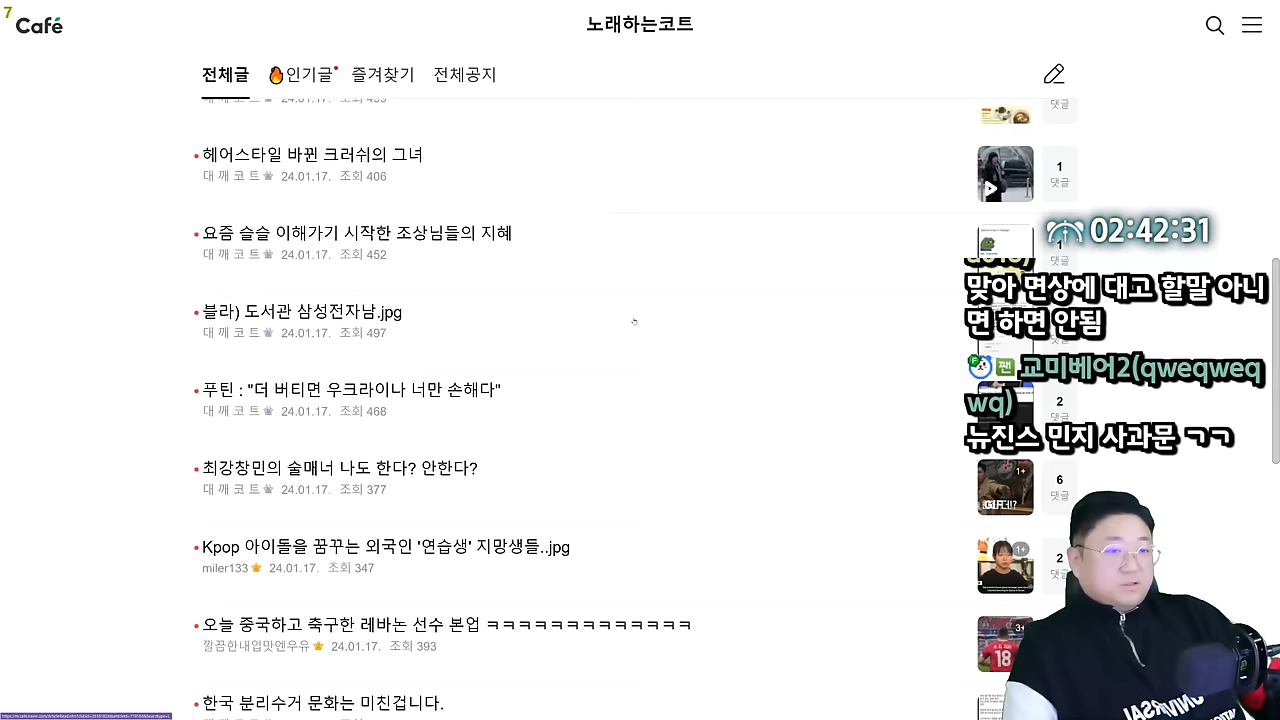 7
Café
노래하는코트
전체글 🔥인기글 즐겨찾기 전체공지
댓글
헤어스타일 바뀐 크러쉬의 그녀
대 깨 코 트 24.01.17. 조회 406
1
댓글
요즘 슬슬 이해가기 시작한 조상님들의 지혜
대 깨 코 트 24.01.17. 조회 452
1
댓글
02:42:31
맞아 면상에 대고 할말 아니
면 하면 안됨
블라) 도서관 삼성전자남.jpg
대 깨 코 트 24.01.17. 조회 497
팬 교미베어2(qweqweq
wq)
뉴진스 민지 사과문 ㄱㄱ
푸틴 : "더 버티면 우크라이나 너만 손해다"
대 깨 코 트 24.01.17. 조회 468
2
댓글
최강창민의 술매너 나도 한다? 안한다?
대 깨 코 트 24.01.17. 조회 377
1+
6
댓글
Kpop 아이돌을 꿈꾸는 외국인 '연습생' 지망생들..jpg
miler133 24.01.17. 조회 347
1+
2
오늘 중국하고 축구한 레바논 선수 본업 ㅋㅋㅋㅋㅋㅋㅋㅋㅋㅋㅋㅋㅋ
24.01.17. 조회 393
3+
18
한국 분리수거 문화는 미친겁니다.